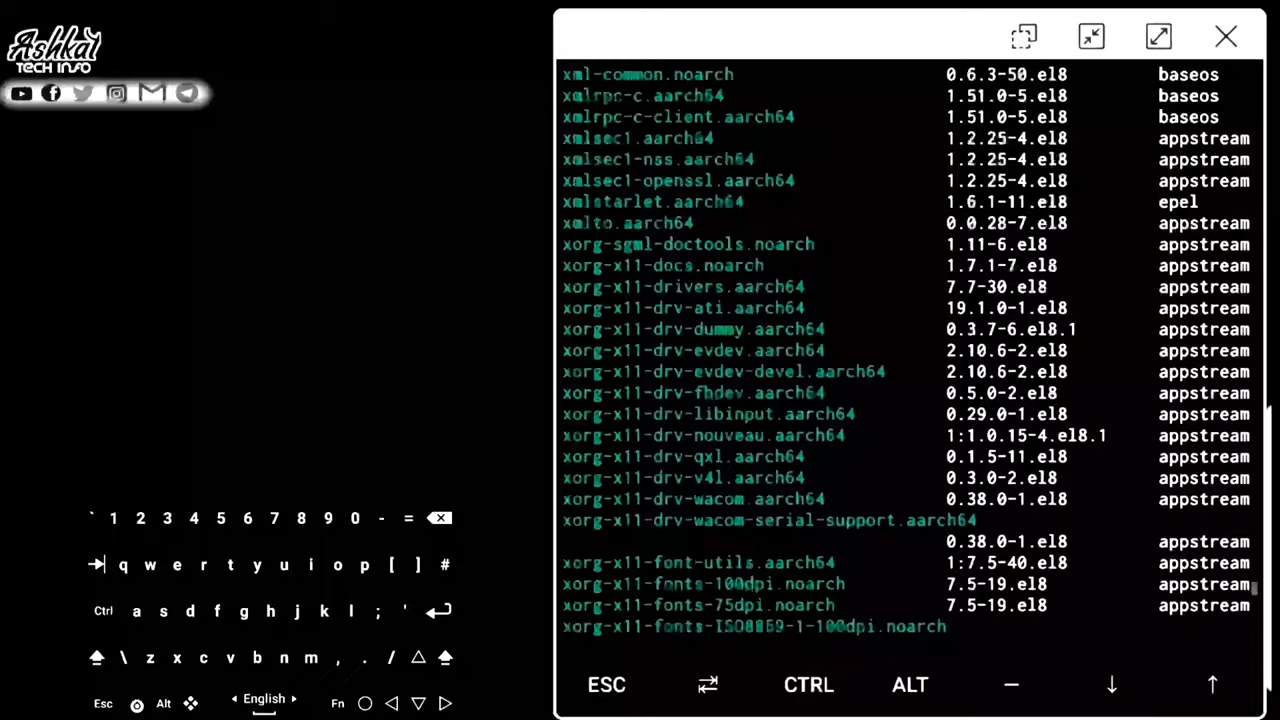 Ashkai
TECH INFO
xml-common.noarch 0.6.3-50.el8 baseos
xmlrpc-c.aarch64 1.51.0-5.el8 baseos
xmlrpc-c-client.aarch64 1.51.0-5.el8 baseos
xmlsec1.aarch64 1.2.25-4.el8 appstream
xmlsec1-nss.aarch64 1.2.25-4.el8 appstream
xmlsec1-openssl.aarch64 1.2.25-4.el8 appstream
xmlstarlet.aarch64 1.6.1-11.el8 epel
xmlto.aarch64 0.0.28-7.el8 appstream
xorg-sgml-doctools.noarch 1.11-6.el8 appstream
xorg-x11-docs.noarch 1.7.1-7.el8 appstream
xorg-x11-drivers.aarch64 7.7-30.el8 appstream
xorg-x11-drv-ati.aarch64 19.1.0-1.el8 appstream
xorg-x11-drv-dummy.aarch64 0.3.7-6.el8.1 appstream
xorg-x11-drv-evdev.aarch64 2.10.6-2.el8 appstream
xorg-x11-drv-evdev-devel.aarch64 2.10.6-2.el8 appstream
xorg-x11-drv-fbdev.aarch64 0.5.0-2.el8 appstream
xorg-x11-drv-libinput.aarch64 0.29.0-1.el8 appstream
xorg-x11-drv-nouveau.aarch64 1:1.0.15-4.el8.1 appstream
xorg-x11-drv-qxl.aarch64 0.1.5-11.el8 appstream
xorg-x11-drv-v4l.aarch64 0.3.0-2.el8 appstream
xorg-x11-drv-wacom.aarch64 0.38.0-1.el8 appstream
xorg-x11-drv-wacom-serial-support.aarch64
0.38.0-1.el8 appstream
xorg-x11-font-utils.aarch64 1:7.5-40.el8 appstream
xorg-x11-fonts-100dpi.noarch 7.5-19.el8 appstream
xorg-x11-fonts-75dpi.noarch 7.5-19.el8 appstream
xorg-x11-fonts-ISO8859-1-100dpi.noarch
ESC ⇄ CTRL ALT — ↓ ↑
` 1 2 3 4 5 6 7 8 9 0 - =
q w e r t y u i o p [ ] #
Ctrl a s d f g h j k l ; '
\ z x c v b n m , . /
Esc Alt English Fn